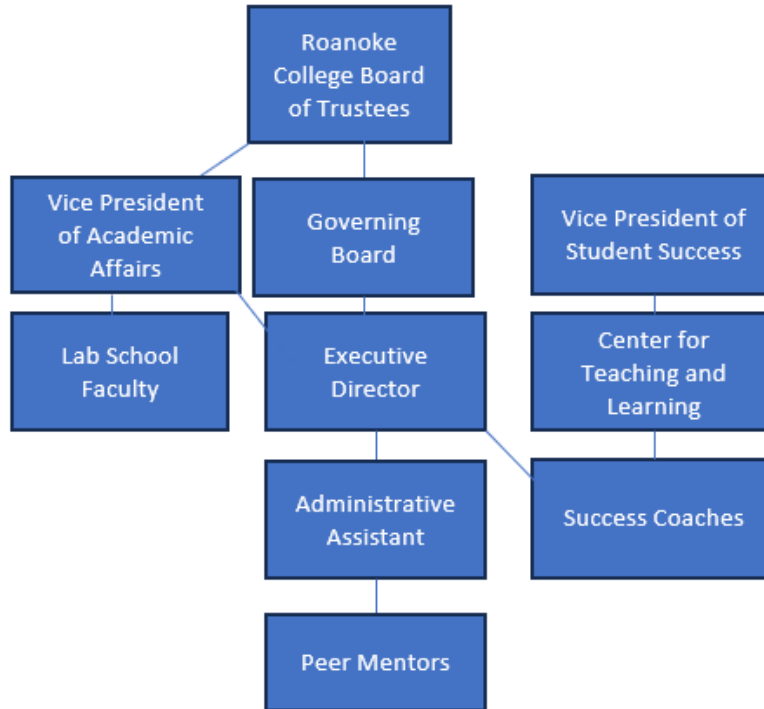 Roanoke
College Board
of Trustees
Vice President
of Academic
Affairs
Governing
Board
Vice President of
Student Success
Lab School
Faculty
Executive
Director
Center for
Teaching and
Learning
Administrative
Assistant
Success Coaches
Peer Mentors